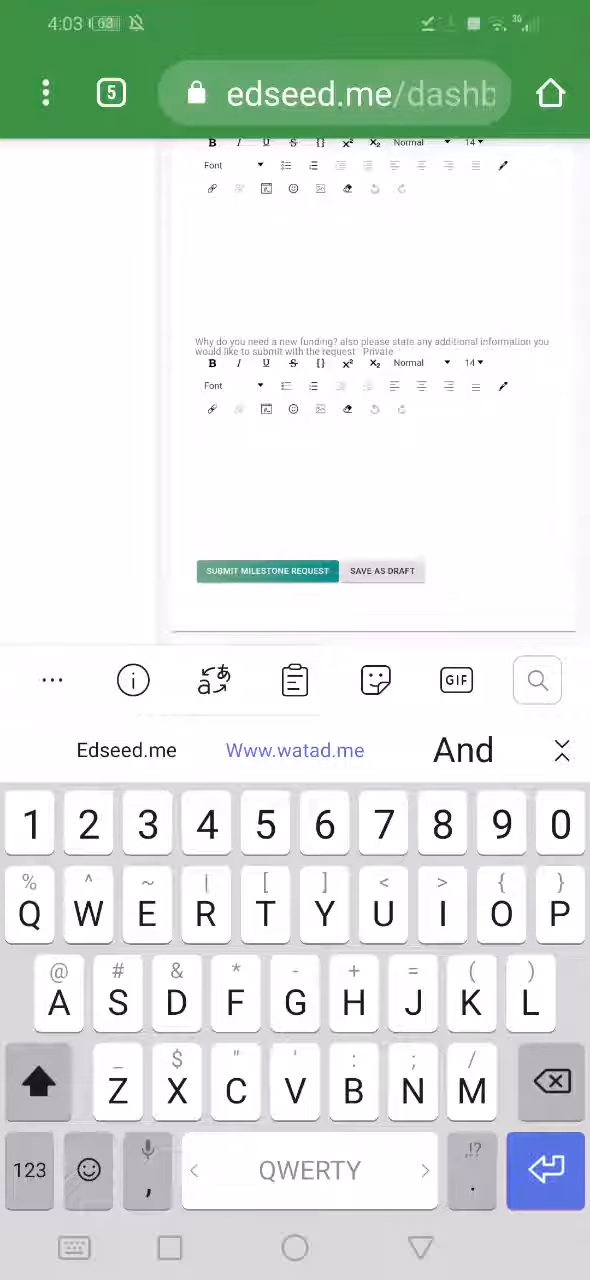 4:03 63 3G
5 edseed.me/dashb
B I U S {} x² X₂ Normal 14
Font
Why do you need a new funding? also please state any additional information you
would like to submit with the request Private
B I U S {} x² X₂ Normal 14
Font
SUBMIT MILESTONE REQUEST SAVE AS DRAFT
GIF
Edseed.me Www.watad.me And
1 2 3 4 5 6 7 8 9 0
% ^ ~ | [ ] < > { }
Q W E R T Y U I O P
@ # & * - + = ( )
A S D F G H J K L
_ $ " ' : ; /
Z X C V B N M
123 , < QWERTY > ,!? .